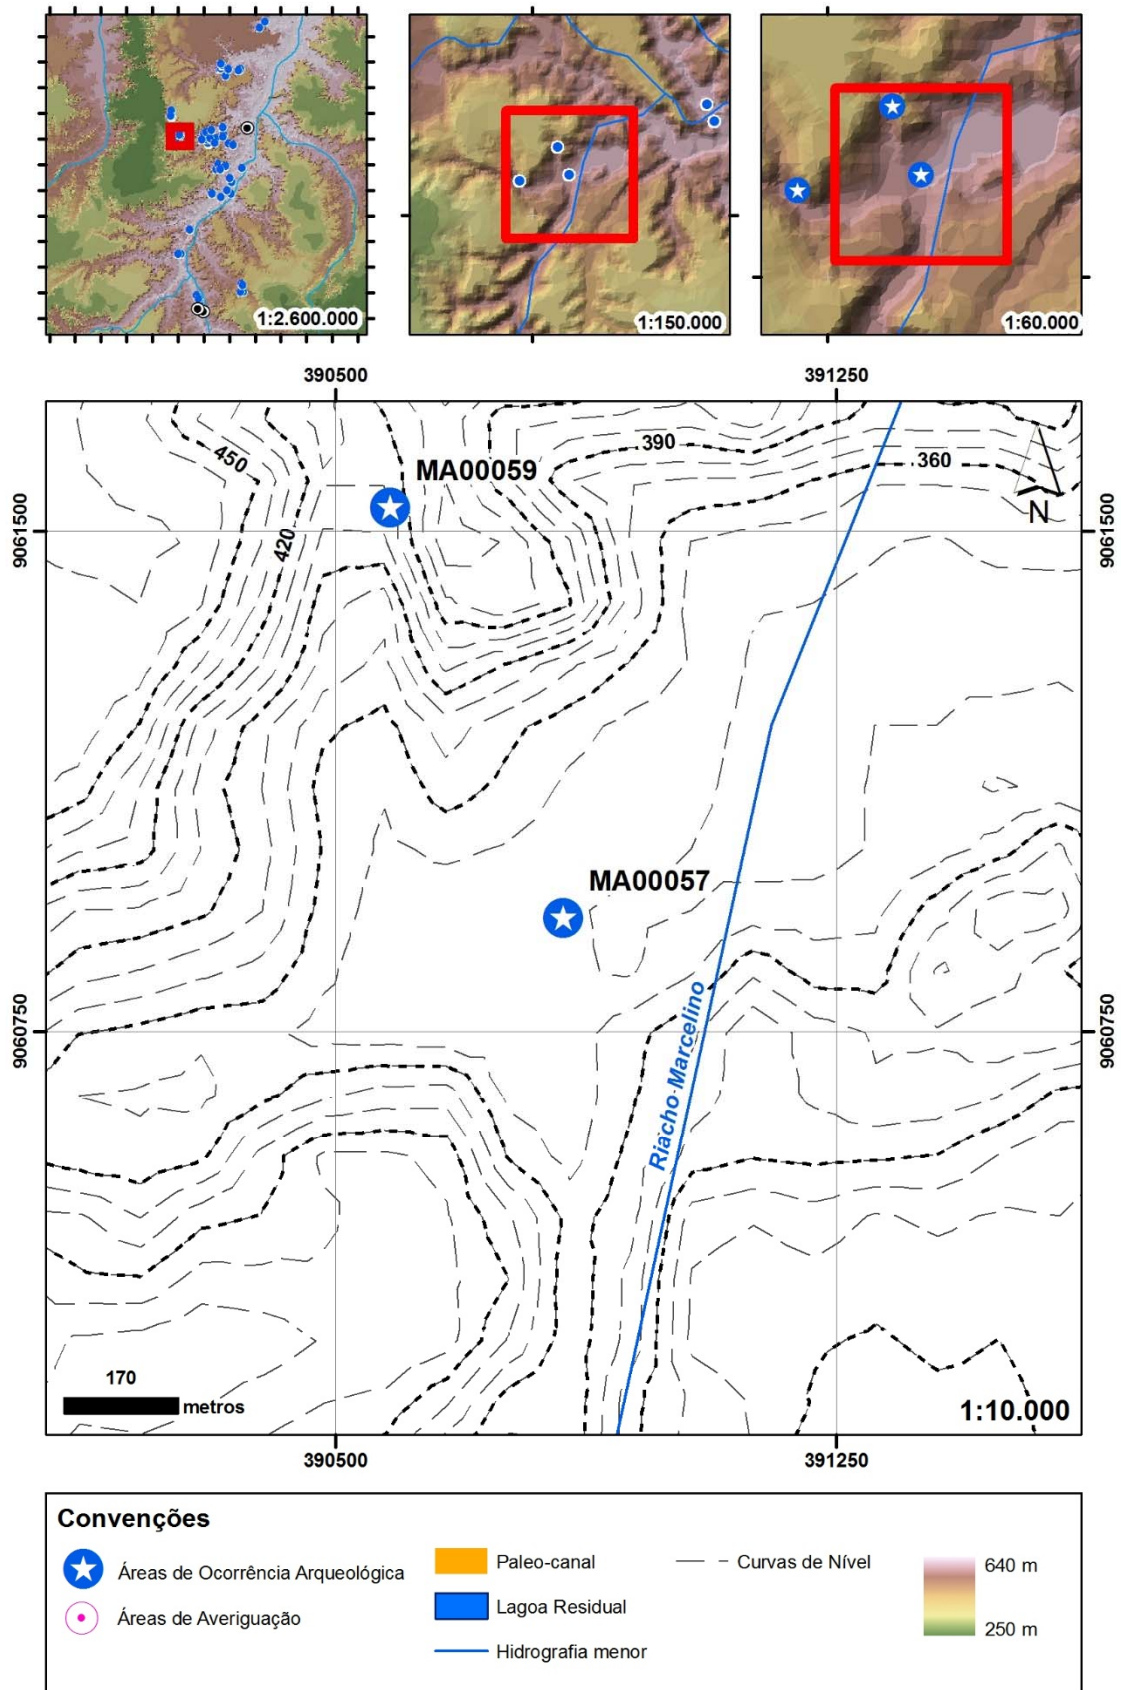 1:2.600.000
1:150.000
1:60.000
390500
391250
450
MA00059
390
360
420
N
9061500
9061500
MA00057
9060750
9060750
Riacho Marcelino
170
metros
1:10.000
390500
391250
Convenções
Áreas de Ocorrência Arqueológica
Áreas de Averiguação
Paleo-canal
Lagoa Residual
Hidrografia menor
Curvas de Nível
640 m
250 m